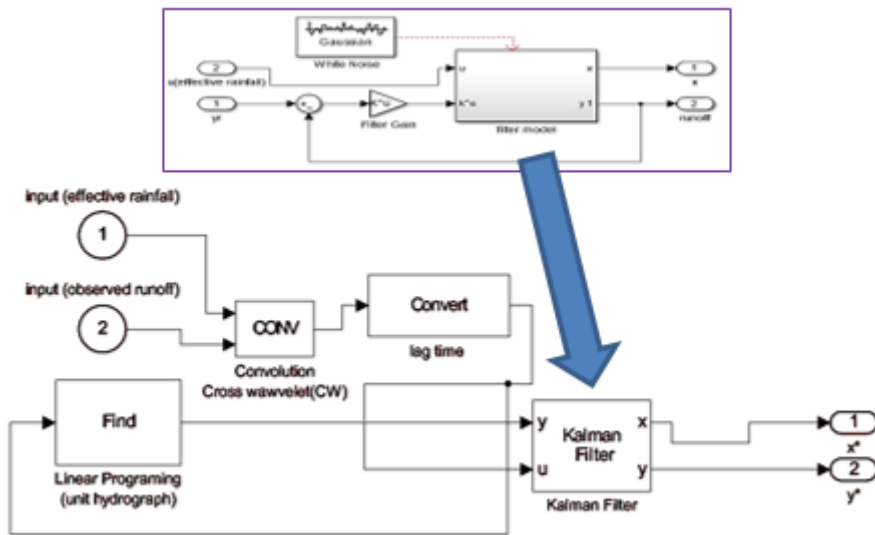 Gaussian
White Noise
2
u(effective rainfall)
1
yt
K*u
Filter Gain
u
k*e
x
y 1
filter model
1
x
2
runoff
input (effective rainfall)
1
input (observed runoff)
2
CONV
Convolution
Cross wawvelet(CW)
Convert
lag time
Find
Linear Programing
(unit hydrograph)
y
u
Kalman
Filter
x
y
Kalman Filter
1
x*
2
y*